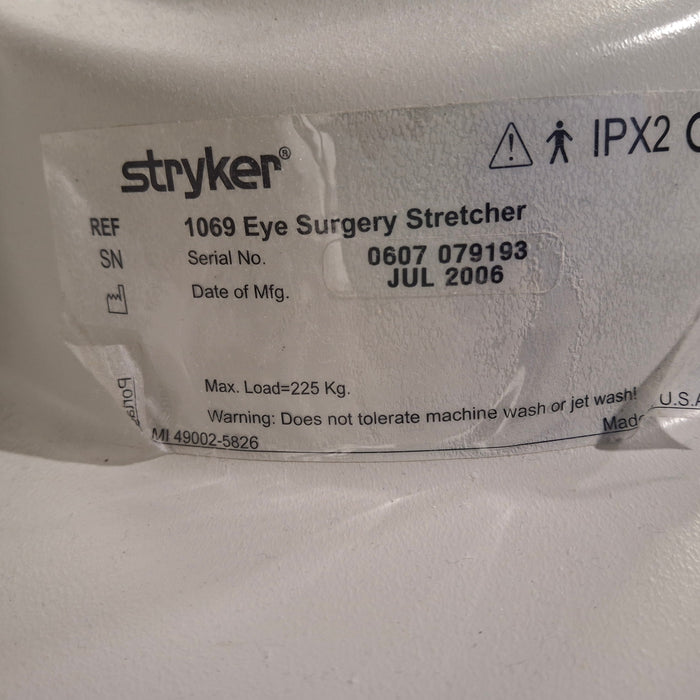 stryker®
IPX2
REF 1069 Eye Surgery Stretcher
SN Serial No. 0607 079193
Date of Mfg. JUL 2006
Max. Load=225 Kg.
Warning: Does not tolerate machine wash or jet wash!
MI 49002-5826
U.S.A